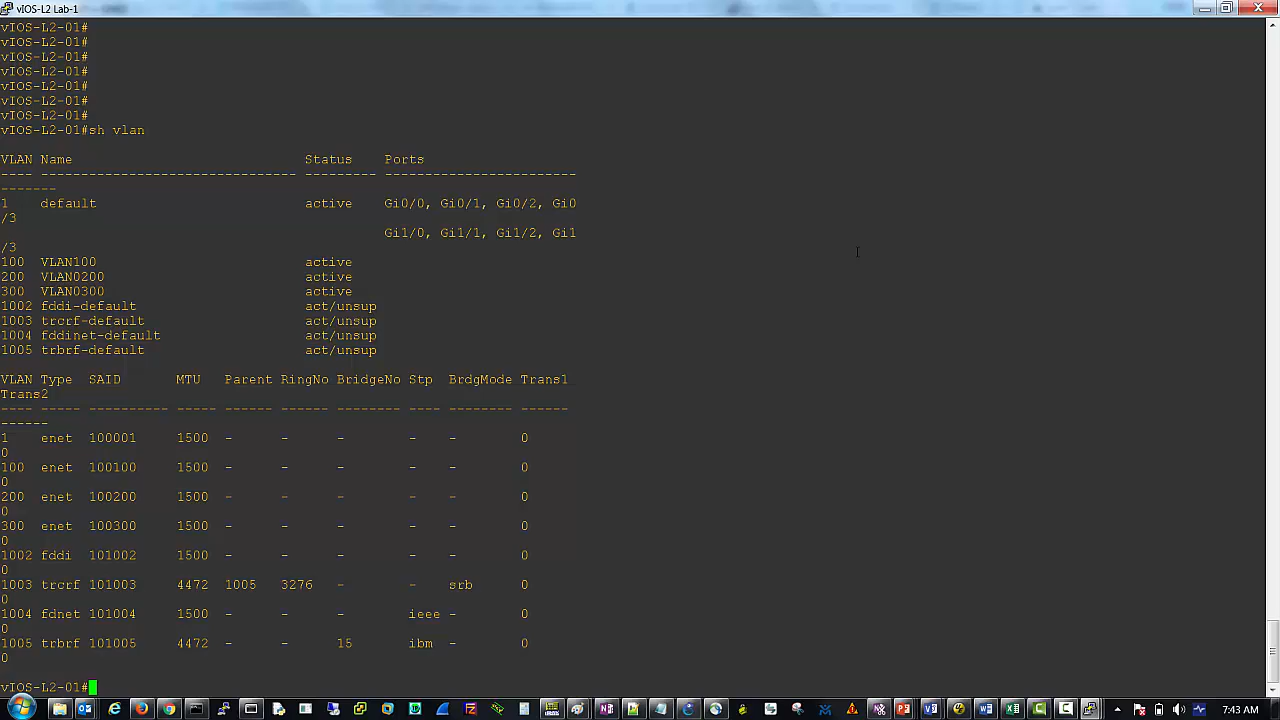 vIOS-L2 Lab-1
vIOS-L2-01#
vIOS-L2-01#
vIOS-L2-01#
vIOS-L2-01#
vIOS-L2-01#
vIOS-L2-01#
vIOS-L2-01#
vIOS-L2-01#sh vlan
VLAN Name                             Status    Ports
---- -------------------------------- --------- ------------------------
-------
1    default                          active    Gi0/0, Gi0/1, Gi0/2, Gi0
/3
                                                Gi1/0, Gi1/1, Gi1/2, Gi1
/3
100  VLAN100                          active
200  VLAN0200                         active
300  VLAN0300                         active
1002 fddi-default                     act/unsup
1003 trcrf-default                    act/unsup
1004 fddinet-default                  act/unsup
1005 trbrf-default                    act/unsup
VLAN Type  SAID       MTU   Parent RingNo BridgeNo Stp  BrdgMode Trans1
Trans2
---- ----- ---------- ----- ------ ------ -------- ---- -------- ------
------
1    enet  100001     1500  -      -      -        -    -        0
0
100  enet  100100     1500  -      -      -        -    -        0
0
200  enet  100200     1500  -      -      -        -    -        0
0
300  enet  100300     1500  -      -      -        -    -        0
0
1002 fddi  101002     1500  -      -      -        -    -        0
0
1003 trcrf 101003     4472  1005   3276   -        -    srb      0
0
1004 fdnet 101004     1500  -      -      -        ieee -        0
0
1005 trbrf 101005     4472  -      -      15       ibm  -        0
0
vIOS-L2-01#
7:43 AM